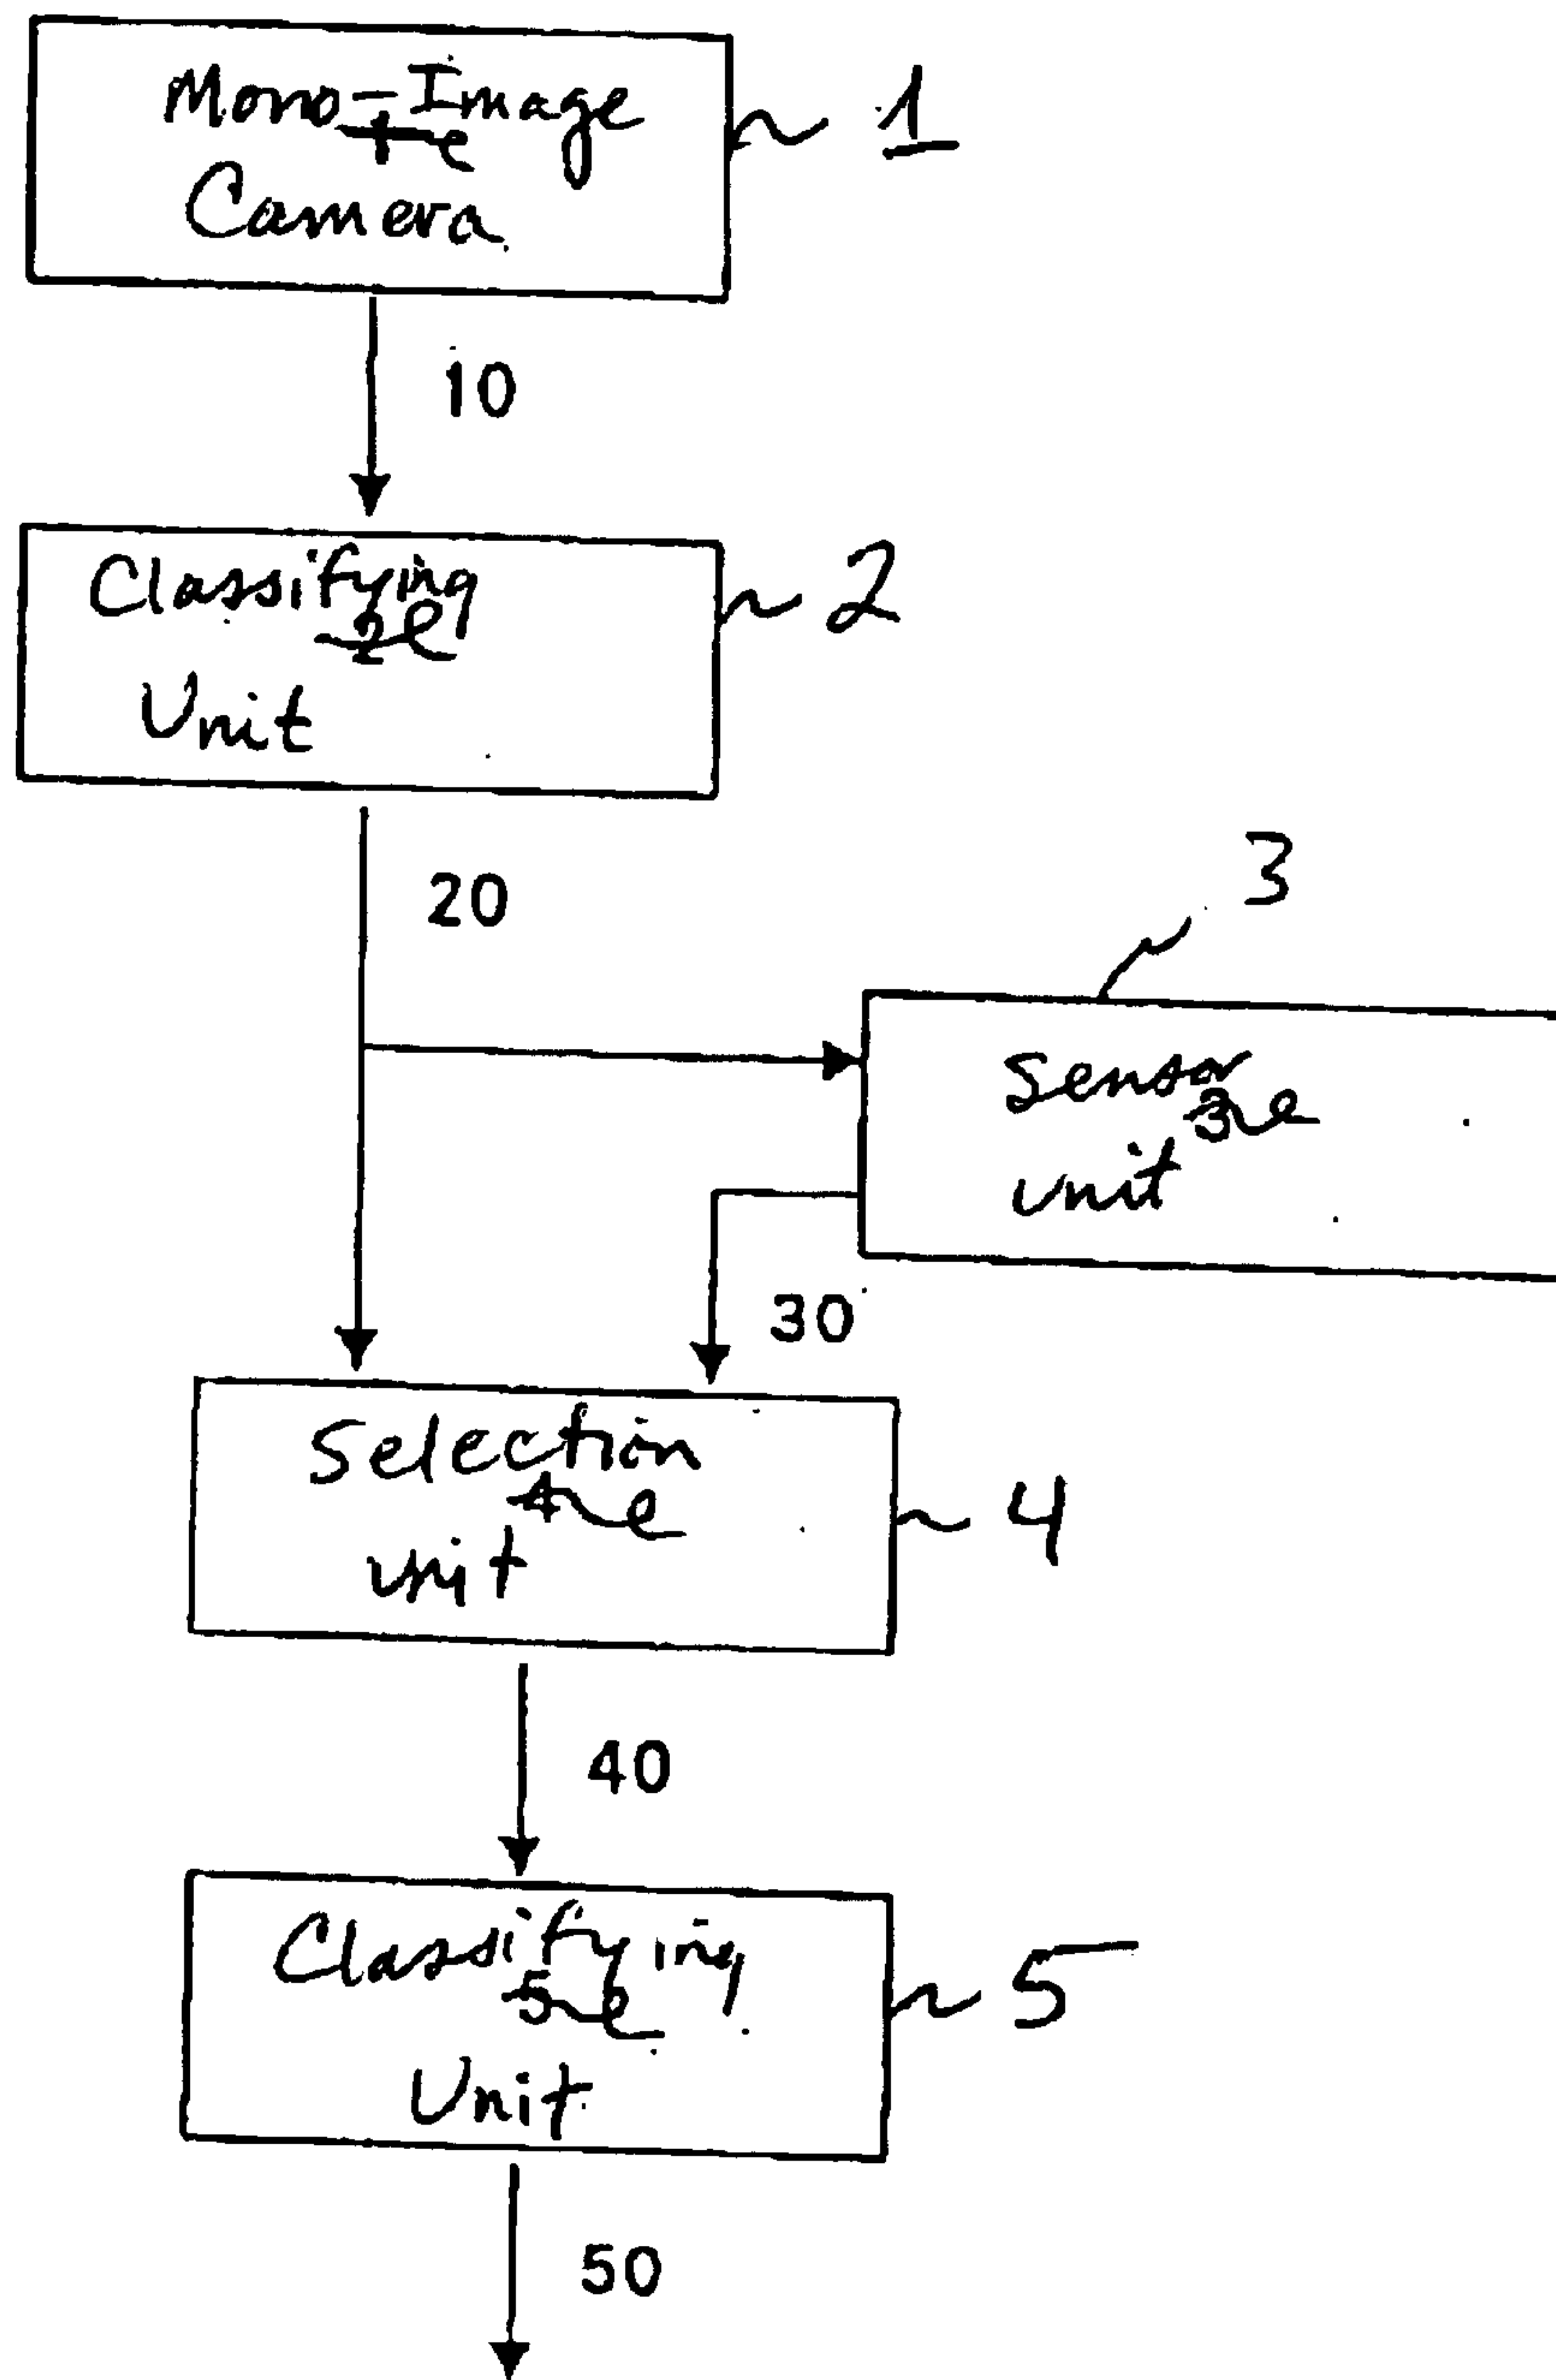 Mono-Image
Camera
1
10
Classifying
Unit
2
20
3
Sensor
unit
30
Selection
unit
4
40
Classifying
Unit
5
50